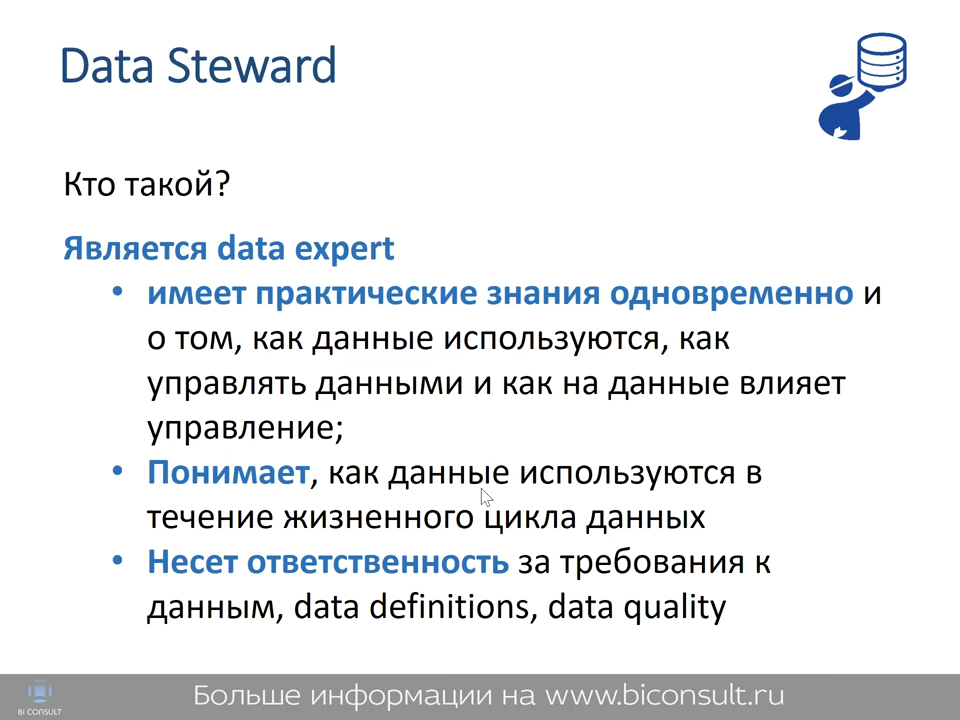 Data Steward
Кто такой?
Является data expert
• имеет практические знания одновременно и
о том, как данные используются, как
управлять данными и как на данные влияет
управление;
• Понимает, как данные используются в
течение жизненного цикла данных
• Несет ответственность за требования к
данным, data definitions, data quality
BI CONSULT
Больше информации на www.biconsult.ru